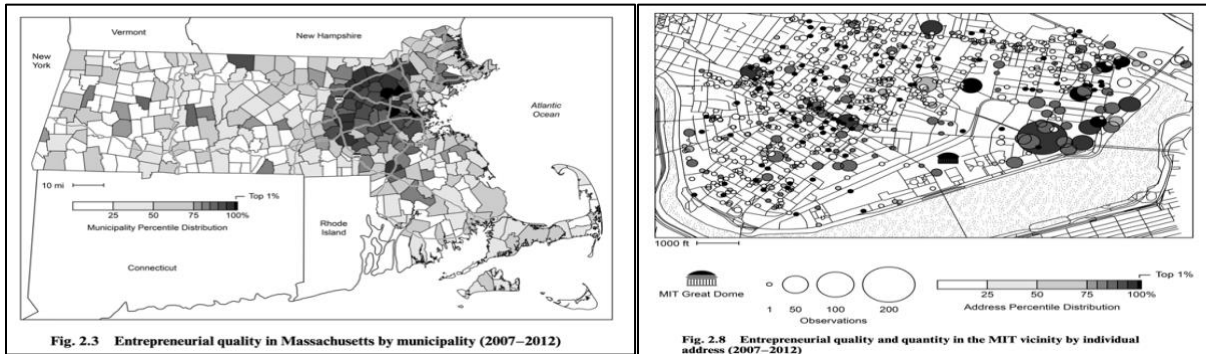 Vermont
New Hampshire
New York
Atlantic Ocean
10 mi
Top 1%
25 50 75 100%
Municipality Percentile Distribution
Rhode Island
Connecticut
Fig. 2.3 Entrepreneurial quality in Massachusetts by municipality (2007–2012)
1000 ft
MIT Great Dome
1 50 100 200
Observations
Top 1%
25 50 75 100%
Address Percentile Distribution
Fig. 2.8 Entrepreneurial quality and quantity in the MIT vicinity by individual
address (2007–2012)